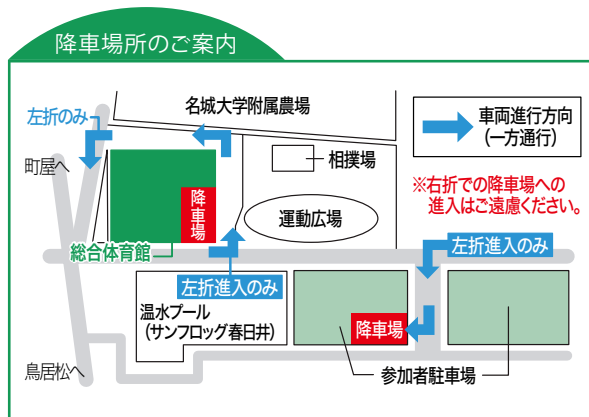 降車場所のご案内
名城大学附属農場
車両進行方向
(一方通行)
左折のみ
町屋へ
相撲場
※右折での降車場への
進入はご遠慮ください。
降車場
運動広場
総合体育館
左折進入のみ
左折進入のみ
温水プール
(サンフロッグ春日井)
降車場
鳥居松へ
参加者駐車場